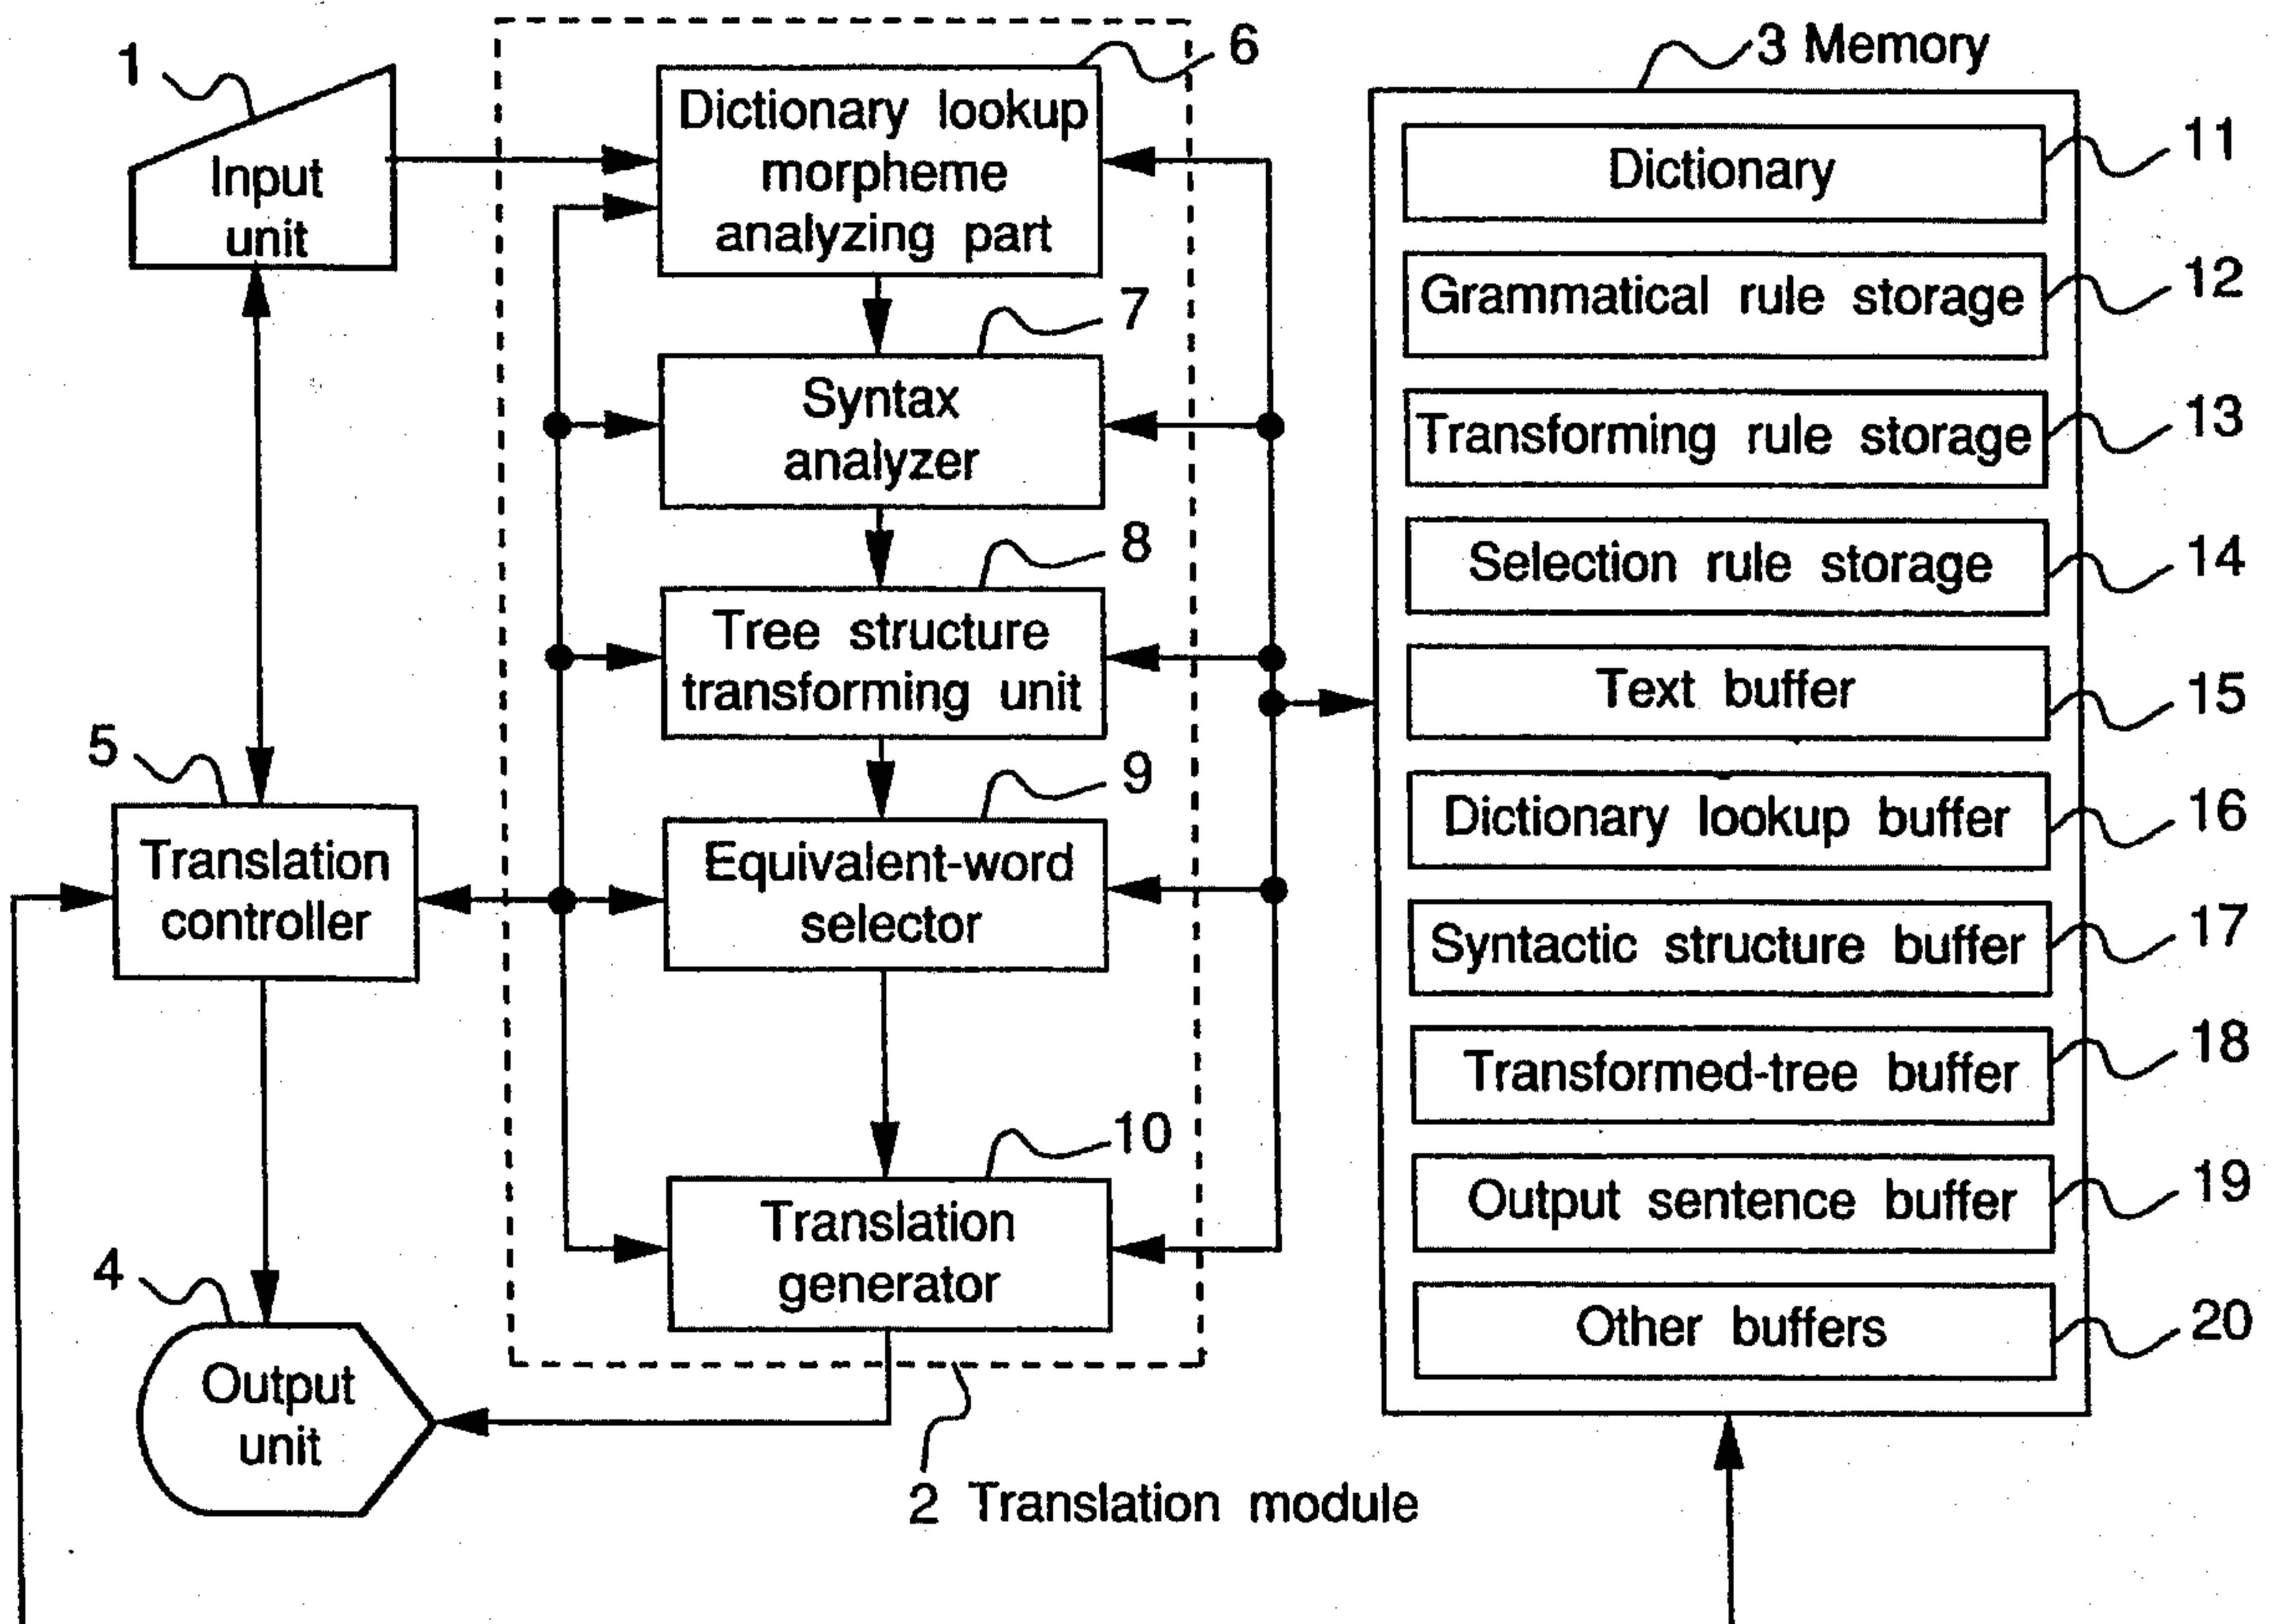 1
Input
unit
6
Dictionary lookup
morpheme
analyzing part
7
Syntax
analyzer
8
Tree structure
transforming unit
5
Translation
controller
9
Equivalent-word
selector
10
Translation
generator
4
Output
unit
2 Translation module
3 Memory
Dictionary
11
Grammatical rule storage
12
Transforming rule storage
13
Selection rule storage
14
Text buffer
15
Dictionary lookup buffer
16
Syntactic structure buffer
17
Transformed-tree buffer
18
Output sentence buffer
19
Other buffers
20